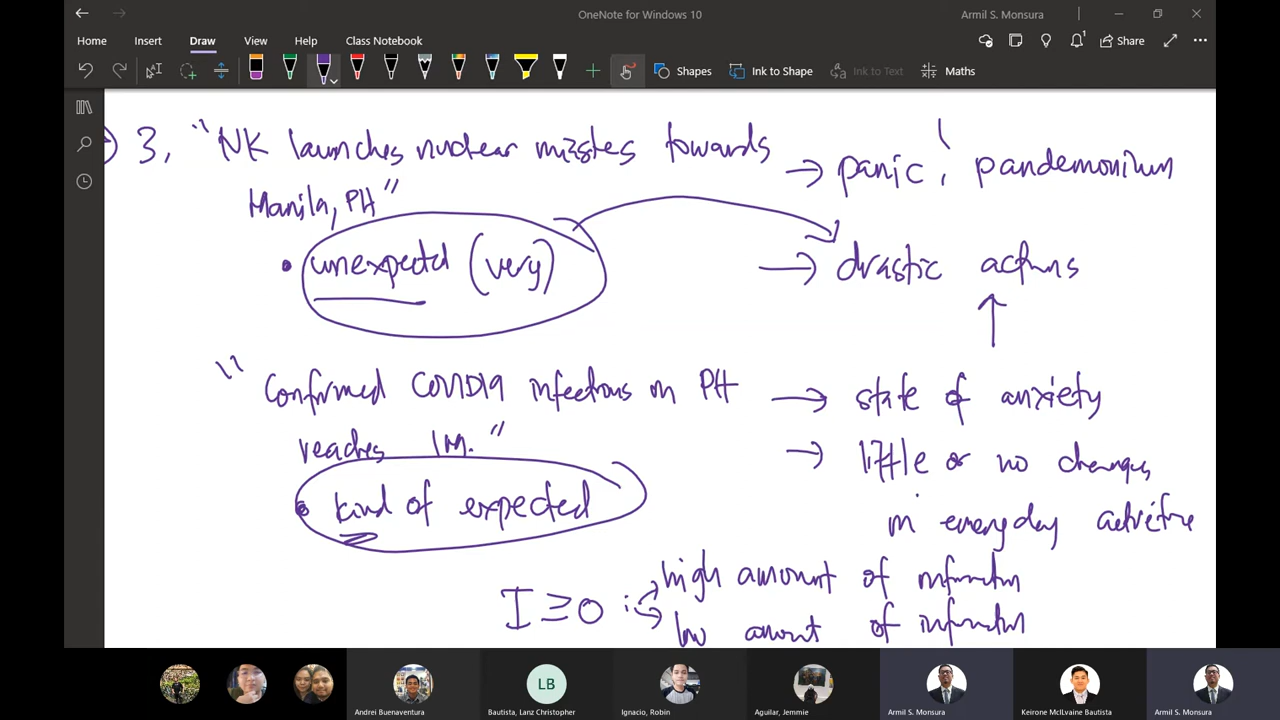 OneNote for Windows 10
Armil S. Monsura
Home Insert Draw View Help Class Notebook
Share
Shapes Ink to Shape Ink to Text Maths
3. "NK launches nuclear missles towards
Manila, PH"
→ panic, pandemonium
• unexpected (very)
→ drastic actions
"Confirmed COVID19 infections on PH
reaches 1M."
→ state of anxiety
→ little or no changes
in everyday activities
• kind of expected
I ≥ 0 :
high amount of information
low amount of information
Andrei Buenaventura
LB
Bautista, Lanz Christopher
Ignacio, Robin
Aguilar, Jemmie
Armil S. Monsura
Keirone McIlvaine Bautista
Armil S. Monsura